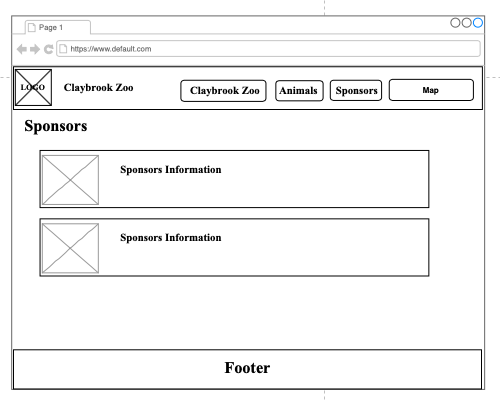 Page 1
https://www.default.com
LOGO
Claybrook Zoo
Claybrook Zoo
Animals
Sponsors
Map
Sponsors
Sponsors Information
Sponsors Information
Footer